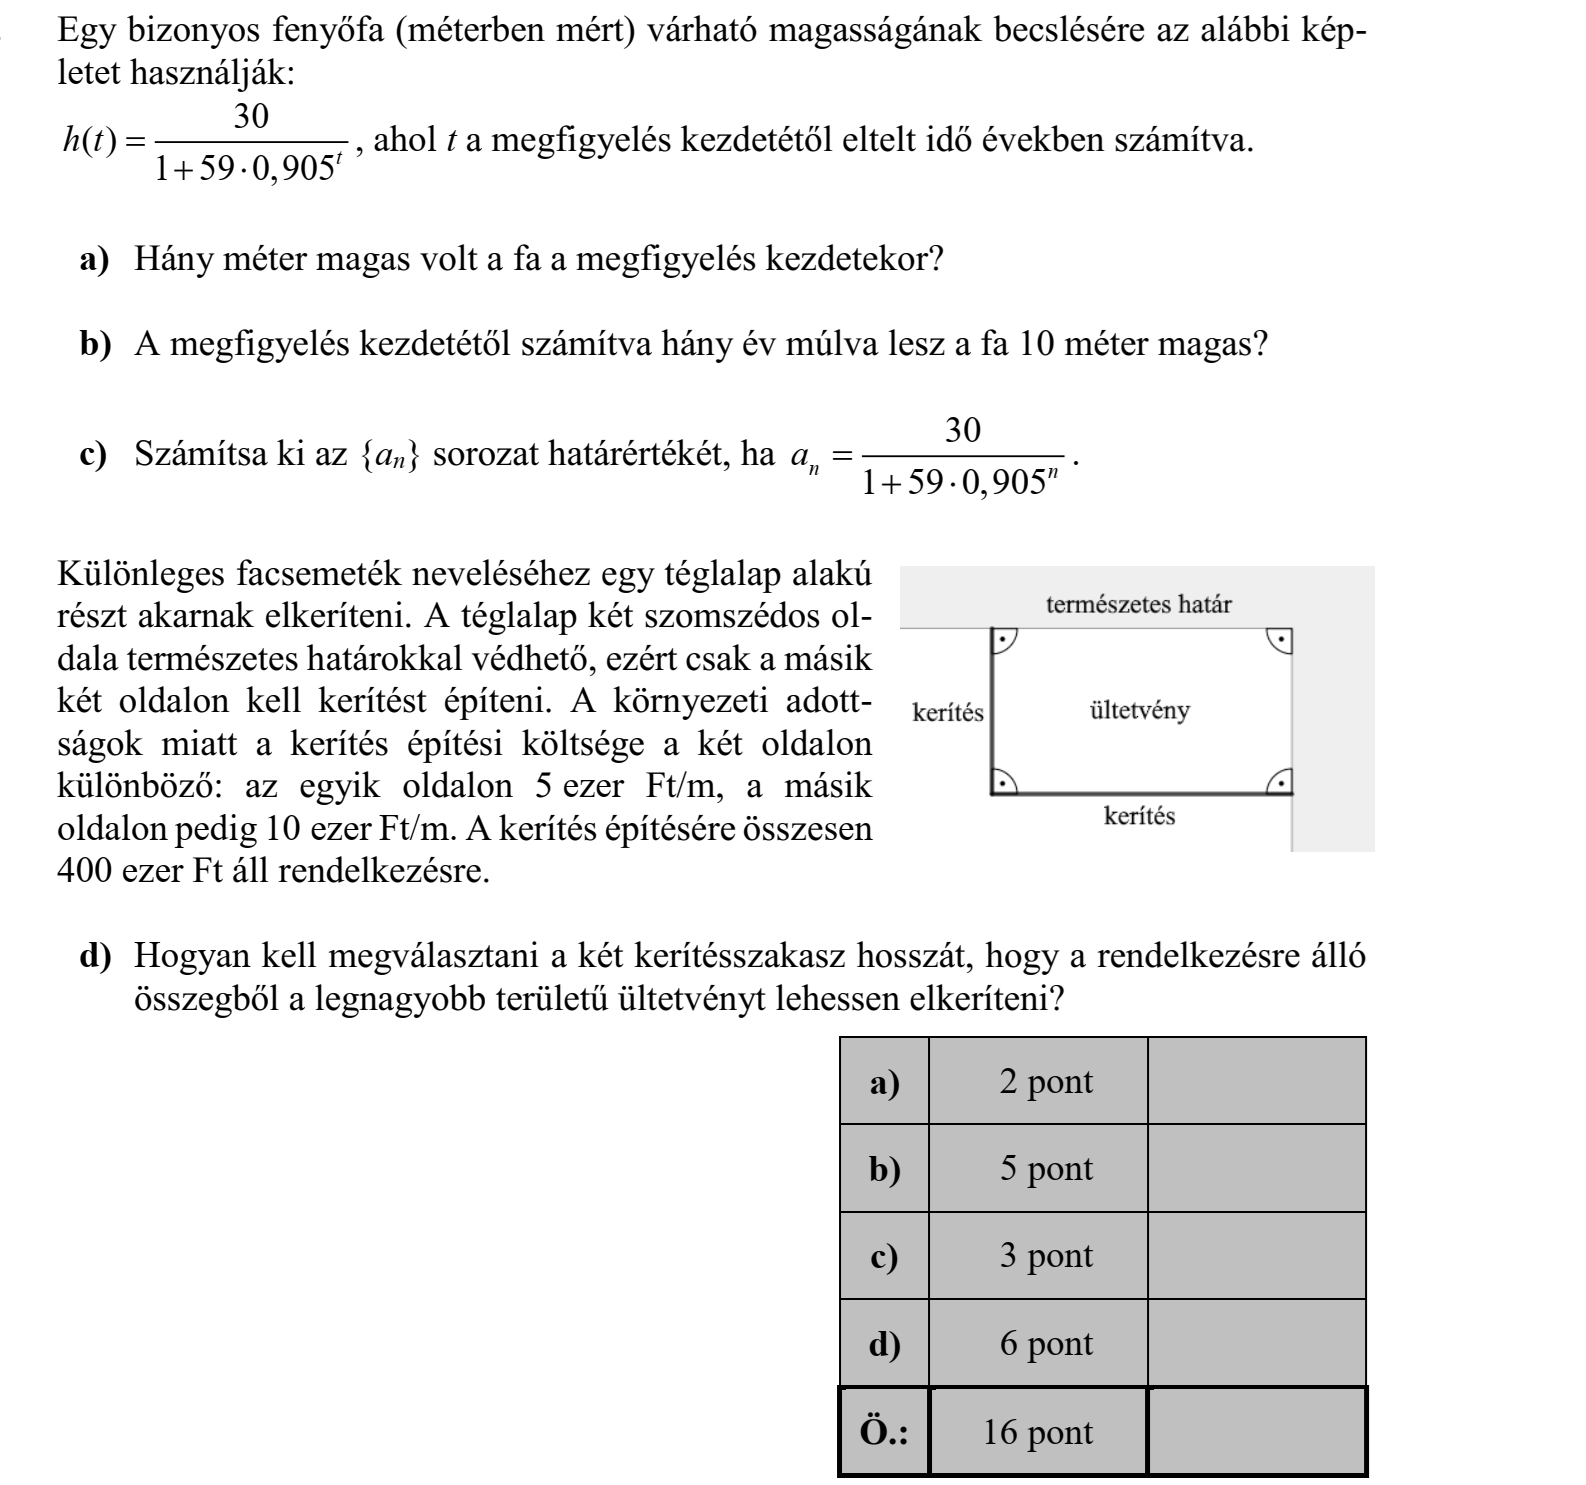 Egy bizonyos fenyőfa (méterben mért) várható magasságának becslésére az alábbi kép-
letet használják:
h(t) = 30 / (1+59·0,905^t) , ahol t a megfigyelés kezdetétől eltelt idő években számítva.
a) Hány méter magas volt a fa a megfigyelés kezdetekor?
b) A megfigyelés kezdetétől számítva hány év múlva lesz a fa 10 méter magas?
c) Számítsa ki az {a_n} sorozat határértékét, ha a_n = 30 / (1+59·0,905^n) .
Különleges facsemeték neveléséhez egy téglalap alakú
részt akarnak elkeríteni. A téglalap két szomszédos ol-
dala természetes határokkal védhető, ezért csak a másik
két oldalon kell kerítést építeni. A környezeti adott-
ságok miatt a kerítés építési költsége a két oldalon
különböző: az egyik oldalon 5 ezer Ft/m, a másik
oldalon pedig 10 ezer Ft/m. A kerítés építésére összesen
400 ezer Ft áll rendelkezésre.
természetes határ
kerítés
ültetvény
kerítés
d) Hogyan kell megválasztani a két kerítésszakasz hosszát, hogy a rendelkezésre álló
összegből a legnagyobb területű ültetvényt lehessen elkeríteni?
a) 2 pont
b) 5 pont
c) 3 pont
d) 6 pont
Ö.: 16 pont